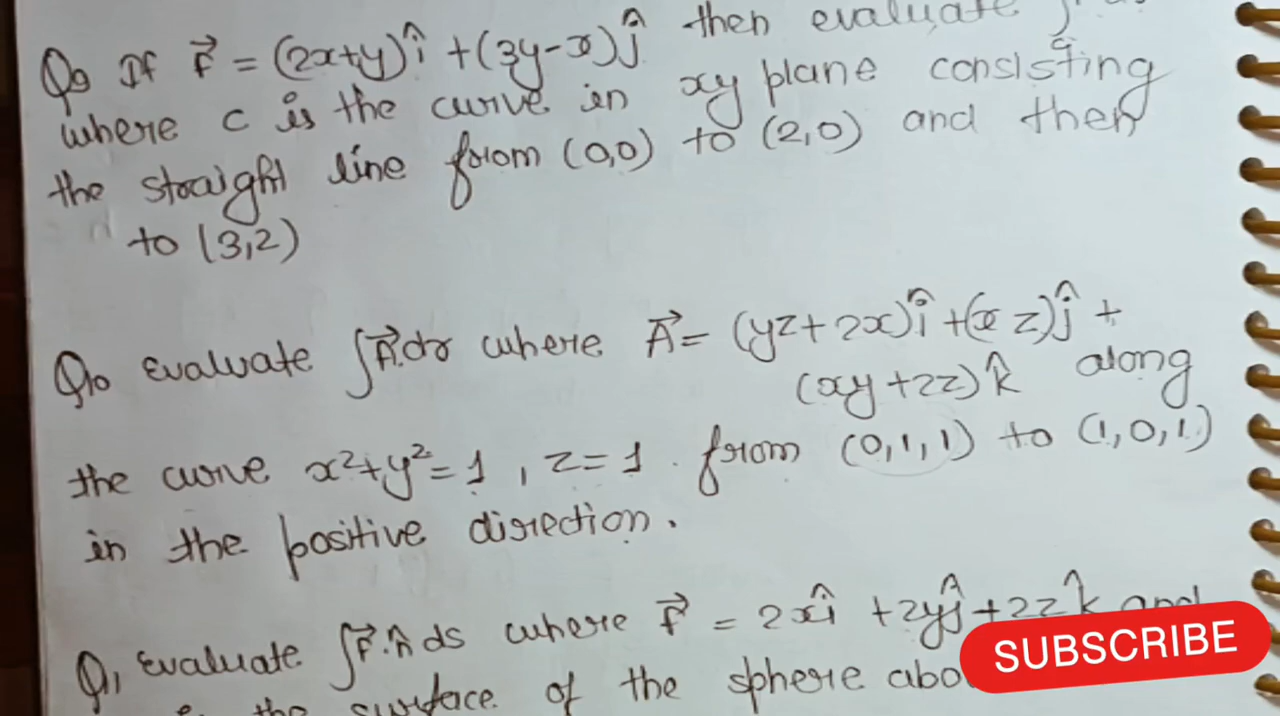 Q9 If F⃗ = (2x+y)î + (3y-x)ĵ then evaluate ∫
where c is the curve in xy plane consisting
the straight line from (0,0) to (2,0) and then
to (3,2)
Q10 Evaluate ∫A⃗.dr where A⃗ = (yz+2x)î +(x z)ĵ +
(xy+2z)k̂ along
the curve x²+y²=1, z=1. from (0,1,1) to (1,0,1)
in the positive direction.
Q11 Evaluate ∫F⃗.n̂ ds where F⃗ = 2xî +2yĵ+2zk̂ and
the surface of the sphere
SUBSCRIBE